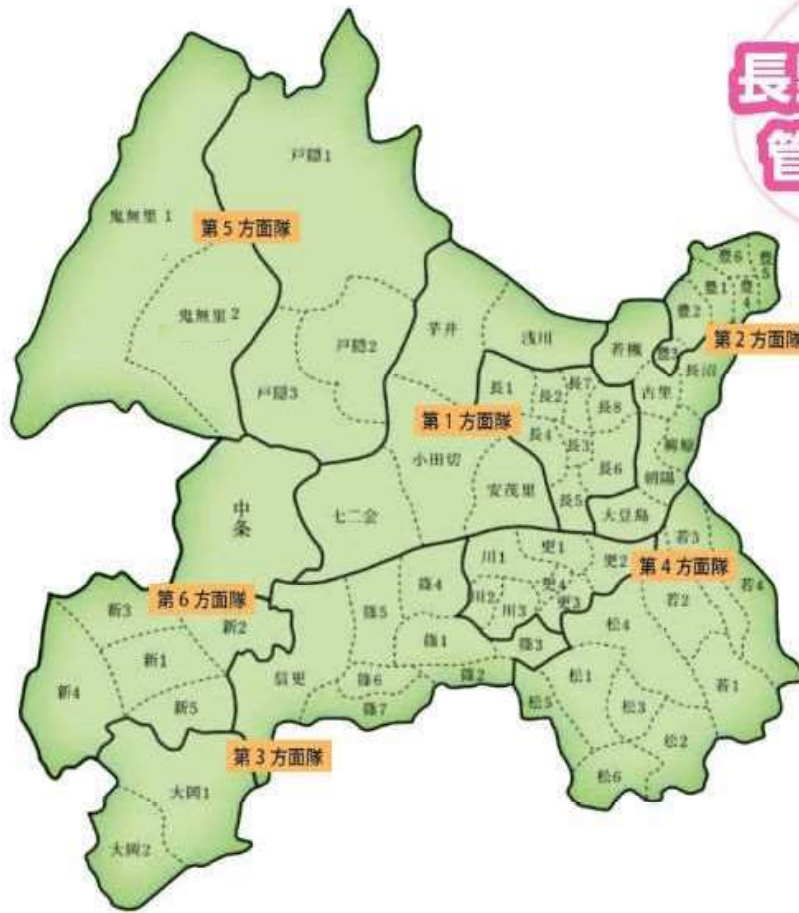 長
管
戸隠1
鬼無里 1
第5方面隊
鬼無里 2
戸隠2
戸隠3
芋井
浅川
若槻
豊6
豊5
豊1
豊4
豊2
豊3
第2方面隊
長沼
古里
柳原
朝陽
長1
長2
長7
長8
第1方面隊
長4
長3
長6
長5
小田切
安茂里
大豆島
七二会
中条
川1
更1
更2
川2
川3
更4
更3
若3
第4方面隊
若4
若2
松4
若1
松1
松3
松5
松2
松6
篠4
篠5
篠1
篠3
篠6
篠2
篠7
信更
第6方面隊
新3
新2
新1
新4
新5
第3方面隊
大岡1
大岡2